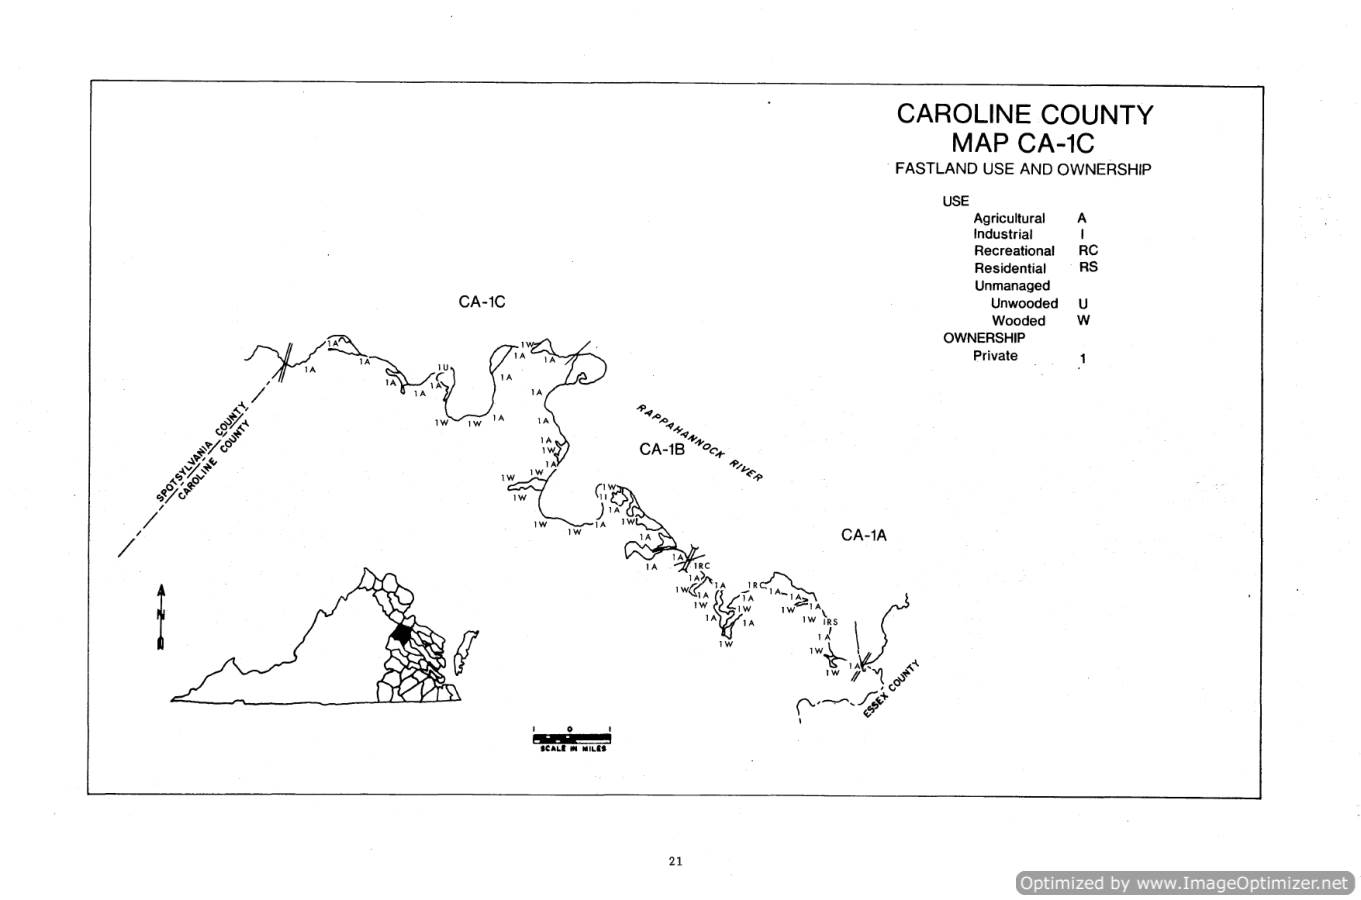 CAROLINE COUNTY
MAP CA-1C
FASTLAND USE AND OWNERSHIP
USE
Agricultural A
Industrial I
Recreational RC
Residential RS
Unmanaged
Unwooded U
Wooded W
OWNERSHIP
Private 1
CA-1C
1A
1A
1A
1A
1A
1A
1U
1W
1W
1A
1A
1A
1W
1A
1A
1A
1A
1W
1A
1W
1W
1W
RAPPAHANNOCK RIVER
CA-1B
1W
1W
1A
1W
1I
1A
1W
1A
1A
1A
CA-1A
1RC
1A
1W
1A
1W
1A
1A
1W
1A
1W
1A
1RC
1A
1A
1W
1A
1W
1RS
1A
1W
1W
1A
SPOTSYLVANIA COUNTY
CAROLINE COUNTY
ESSEX COUNTY
N
1 0 1
SCALE IN MILES
21
Optimized by www.ImageOptimizer.net